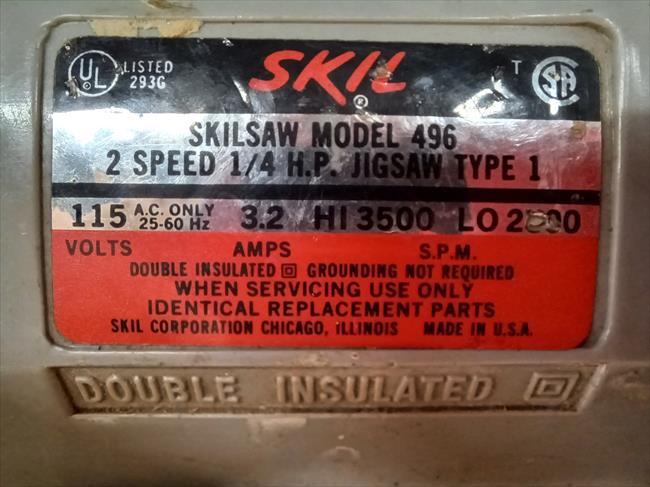 UL LISTED 293G
SKIL ®
T CSA
SKILSAW MODEL 496
2 SPEED 1/4 H.P. JIGSAW TYPE 1
115 A.C. ONLY 25-60 Hz 3.2 HI 3500 LO
VOLTS AMPS S.P.M.
DOUBLE INSULATED GROUNDING NOT REQUIRED
WHEN SERVICING USE ONLY
IDENTICAL REPLACEMENT PARTS
SKIL CORPORATION CHICAGO, ILLINOIS MADE IN U.S.A.
DOUBLE INSULATED